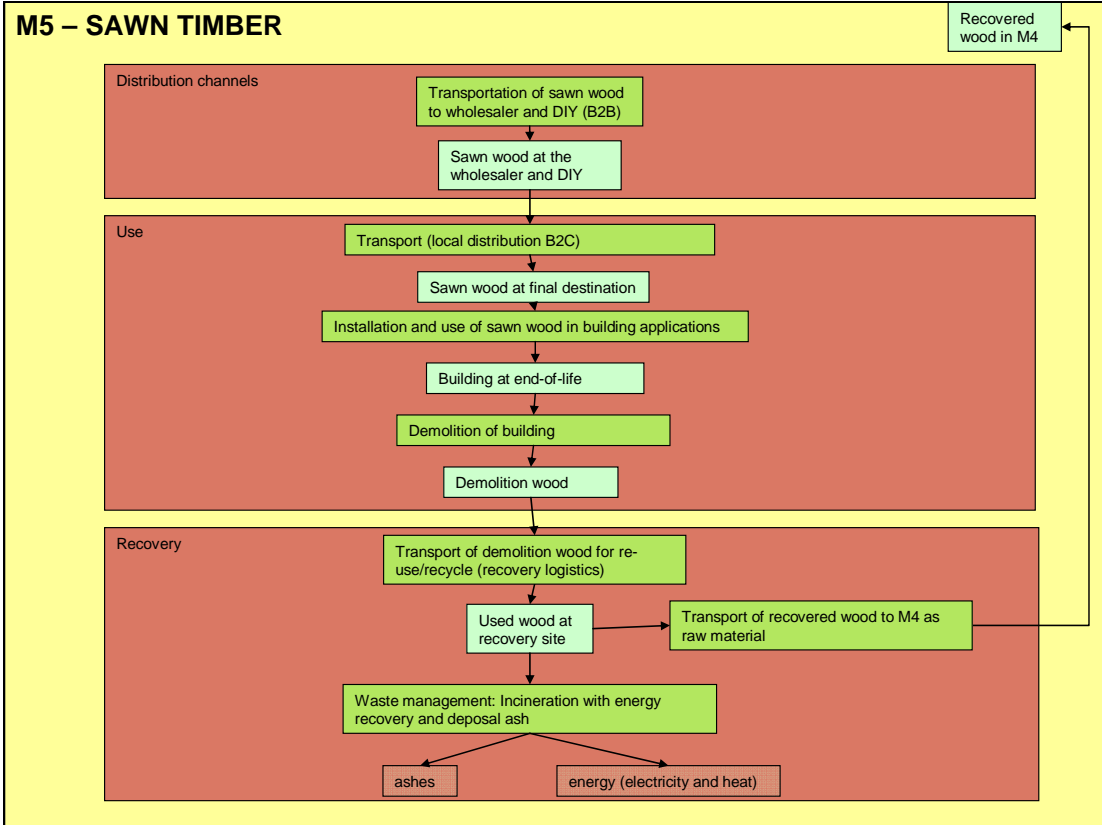 M5 – SAWN TIMBER
Recovered
wood in M4
Distribution channels
Transportation of sawn wood
to wholesaler and DIY (B2B)
Sawn wood at the
wholesaler and DIY
Use
Transport (local distribution B2C)
Sawn wood at final destination
Installation and use of sawn wood in building applications
Building at end-of-life
Demolition of building
Demolition wood
Recovery
Transport of demolition wood for re-
use/recycle (recovery logistics)
Used wood at
recovery site
Transport of recovered wood to M4 as
raw material
Waste management: Incineration with energy
recovery and deposal ash
ashes
energy (electricity and heat)